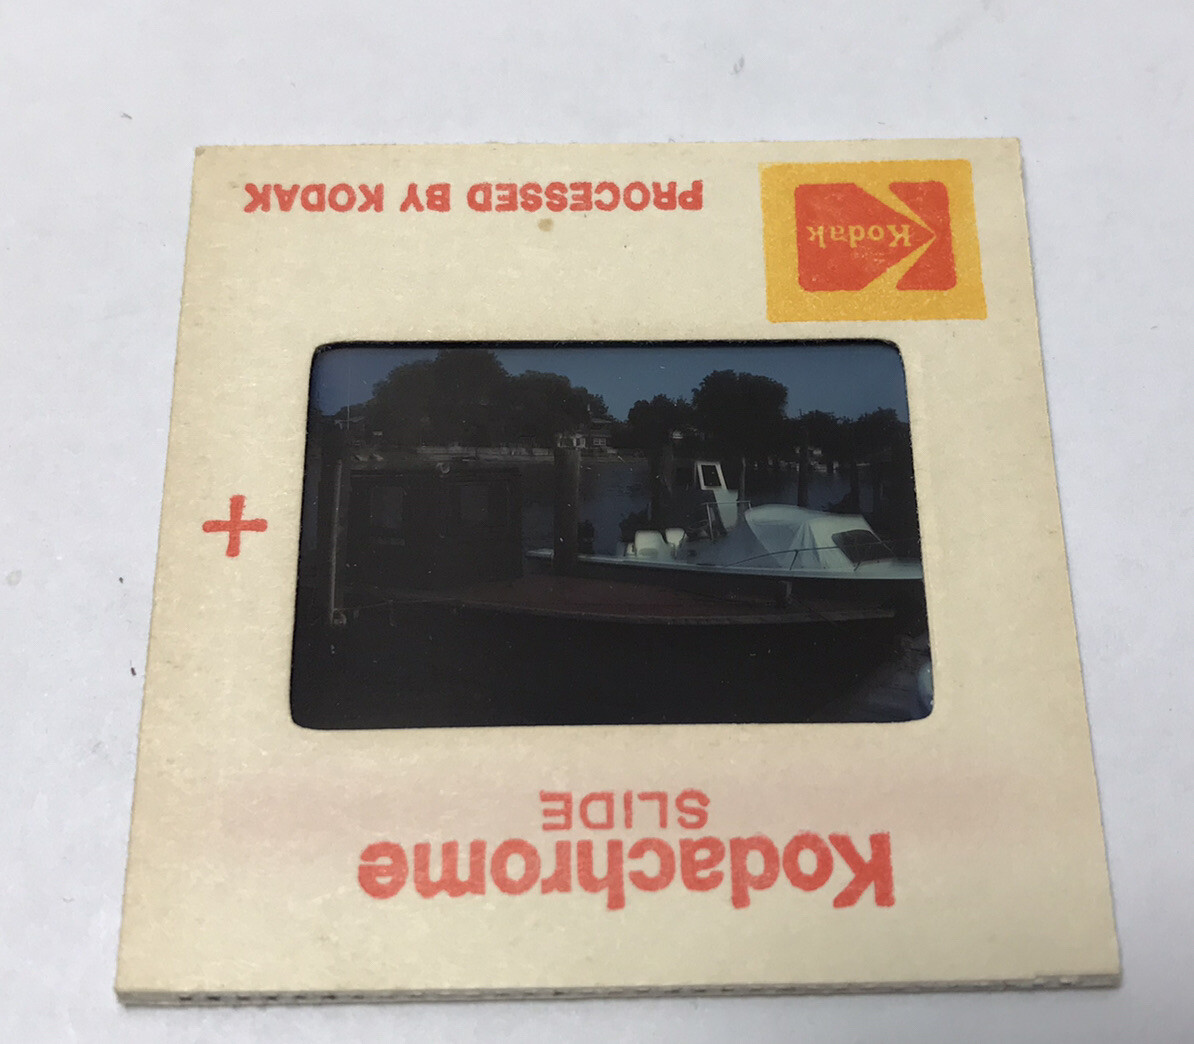 Kodachrome
SLIDE
+
Kodak
PROCESSED BY KODAK